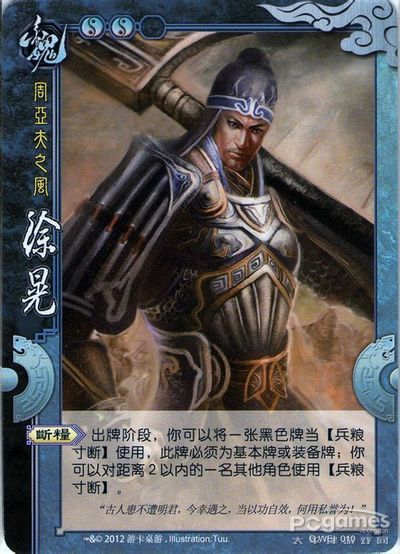 魏
周亞夫之風
徐晃
斷糧
出牌阶段，你可以将一张黑色牌当【兵粮
寸断】使用，此牌必须为基本牌或装备牌；你
可以对距离2以内的一名其他角色使用【兵粮
寸断】。
“古人患不遭明君，今幸遇之，当以功自效，何用私誉为！”
™&© 2012 游卡桌游 . Illustration:Tuu
WEI 010
PCgames
.com.cn